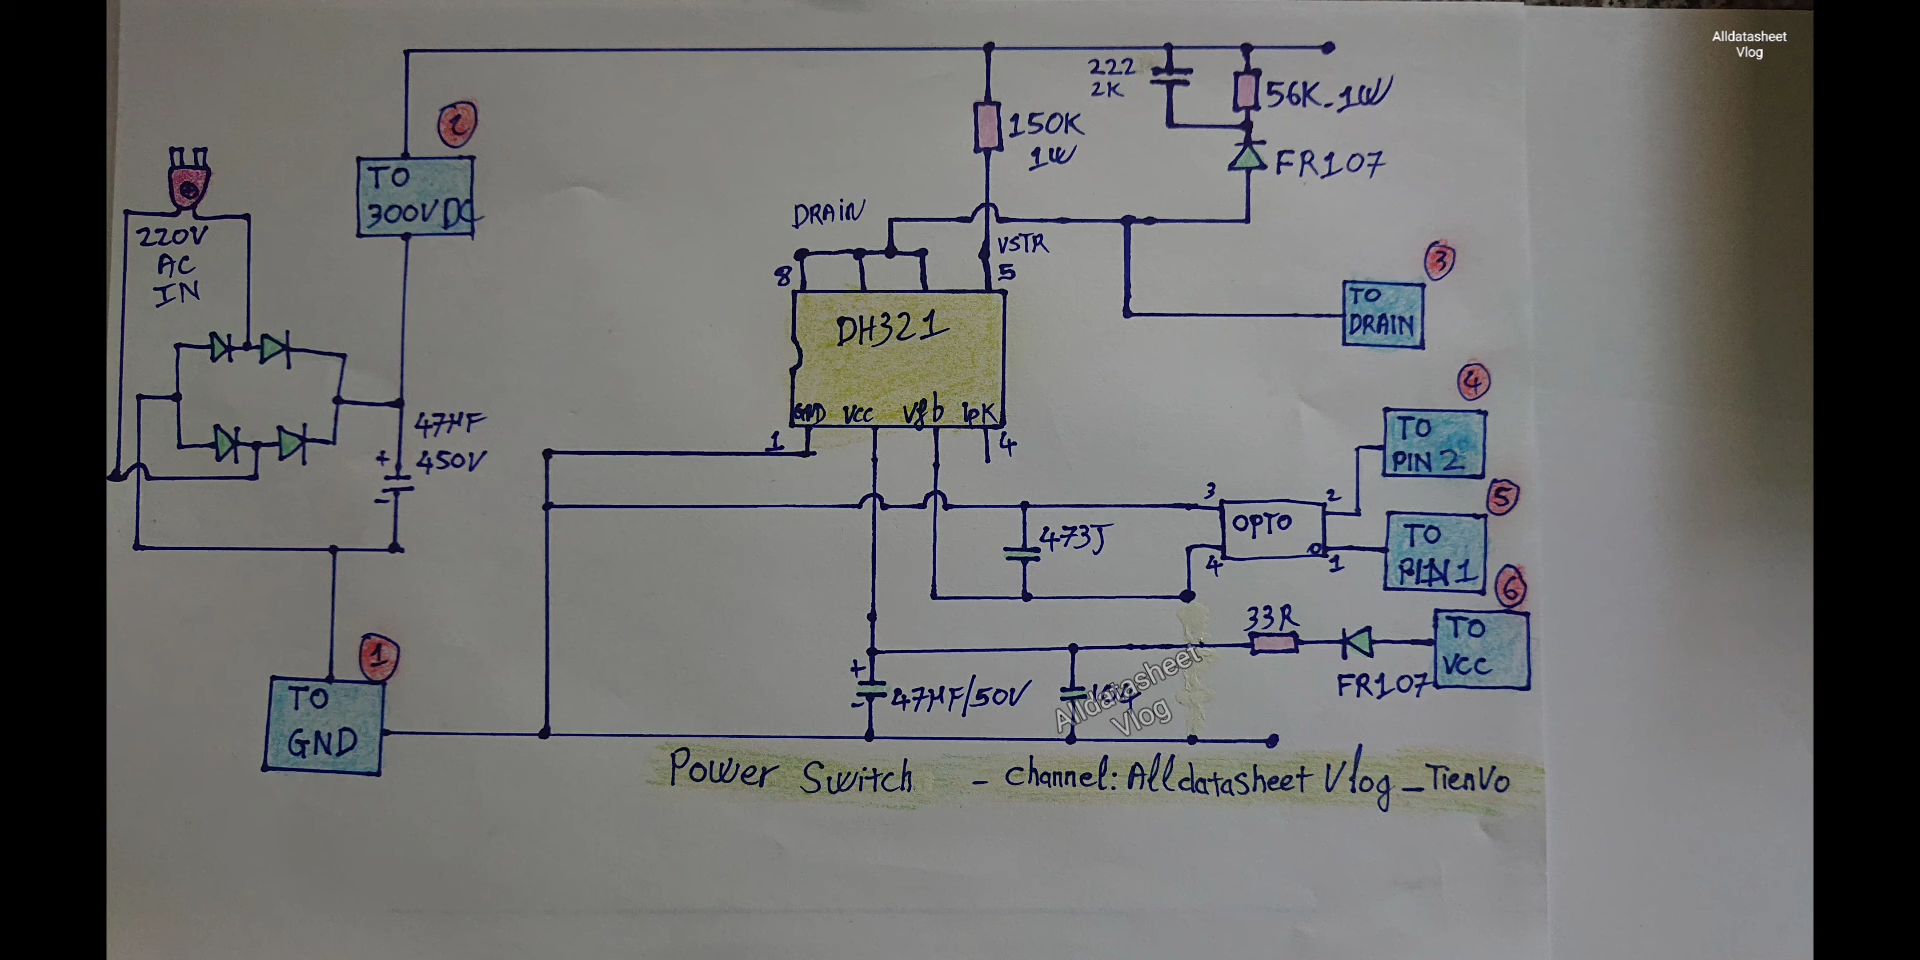 Alldatasheet
Vlog
2
TO
300VDC
220V
AC
IN
47µF
450V
+
-
1
TO
GND
222
2K
56K_1W
150K
1W
FR107
DRAIN
VSTR
8
5
DH321
GND VCC Vfb IpK
1
4
3
TO
DRAIN
4
TO
PIN 2
5
TO
PIN 1
3
OPTO
2
4
1
473J
6
TO
VCC
33R
FR107
+
-
47µF/50V
Alldatasheet
Vlog
Power Switch - Channel: Alldatasheet Vlog_TienVo